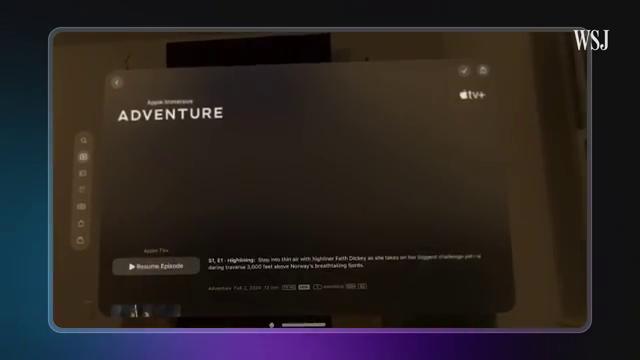 WSJ
Apple Immersive
ADVENTURE
tv+
Apple TV+
Resume Episode
S1, E1 · Highlining: Step into thin air with highliner Faith Dickey as she takes on her biggest challenge yet—a
daring traverse 3,000 feet above Norway's breathtaking fjords.
Adventure Feb 2, 2024 12 min